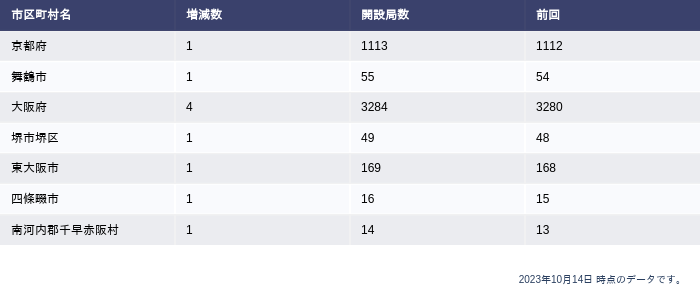 市区町村名 増減数 開設局数 前回
京都府 1 1113 1112
舞鶴市 1 55 54
大阪府 4 3284 3280
堺市堺区 1 49 48
東大阪市 1 169 168
四條畷市 1 16 15
南河内郡千早赤阪村 1 14 13
2023年10月14日 時点のデータです。